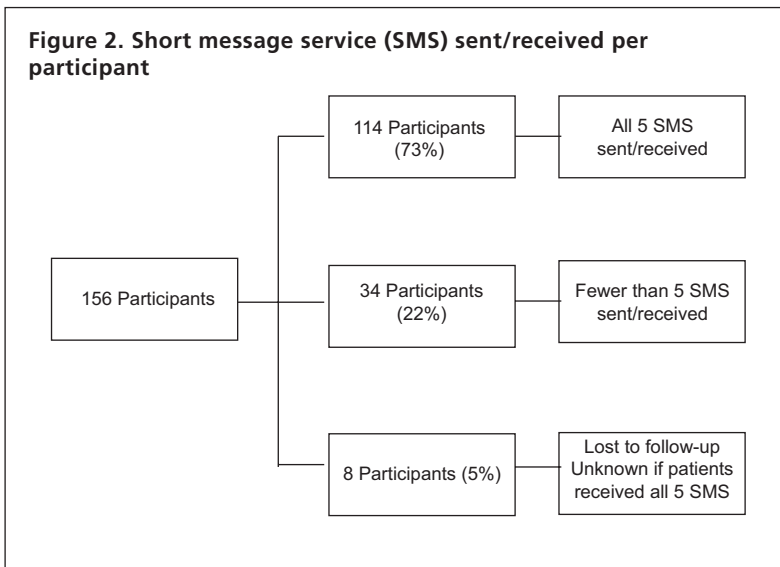 Figure 2. Short message service (SMS) sent/received per
participant
114 Participants
(73%)
All 5 SMS
sent/received
156 Participants
34 Participants
(22%)
Fewer than 5 SMS
sent/received
8 Participants (5%)
Lost to follow-up
Unknown if patients
received all 5 SMS